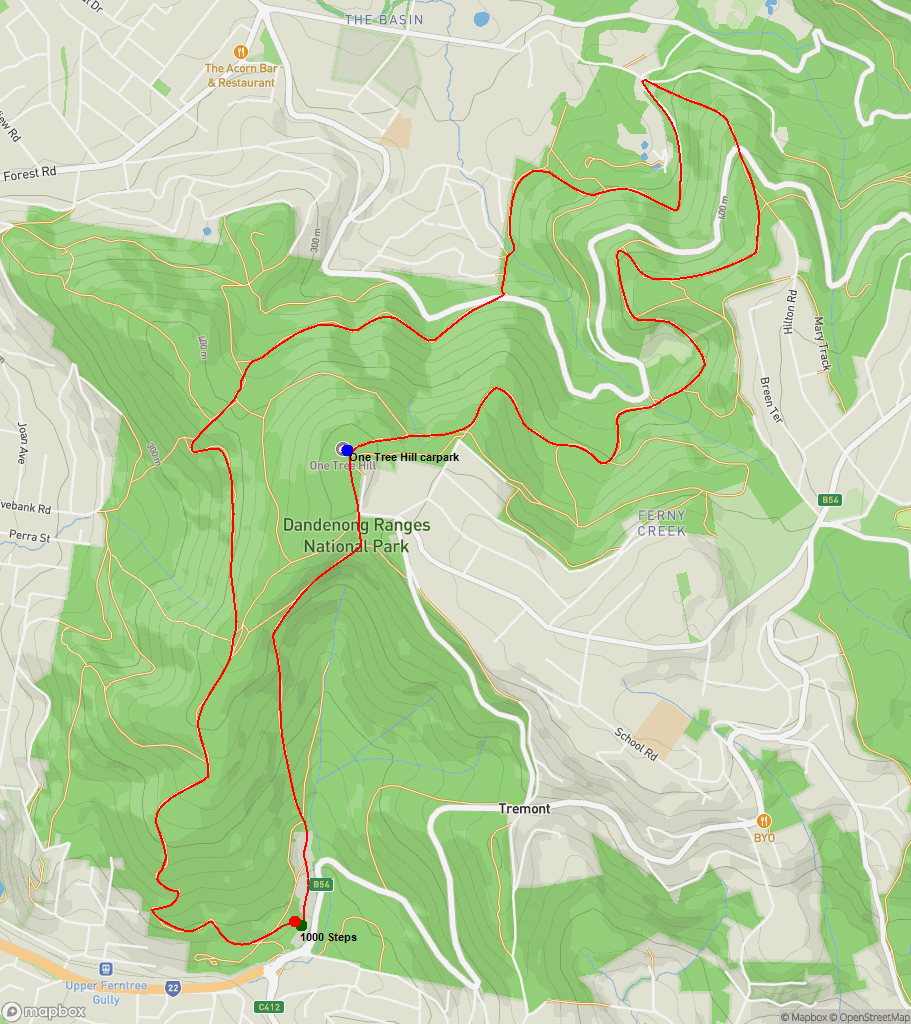 THE BASIN
The Acorn Bar
& Restaurant
Forest Rd
300 m
400 m
400 m
300 m
Hilton Rd
Mary Track
Breen Ter
Joan Ave
One Tree Hill carpark
One Tree Hill
B54
Perra St
Dandenong Ranges
National Park
FERNY
CREEK
School Rd
Tremont
BYO
B54
1000 Steps
Upper Ferntree
Gully
22
C412
mapbox
© Mapbox © OpenStreetMap